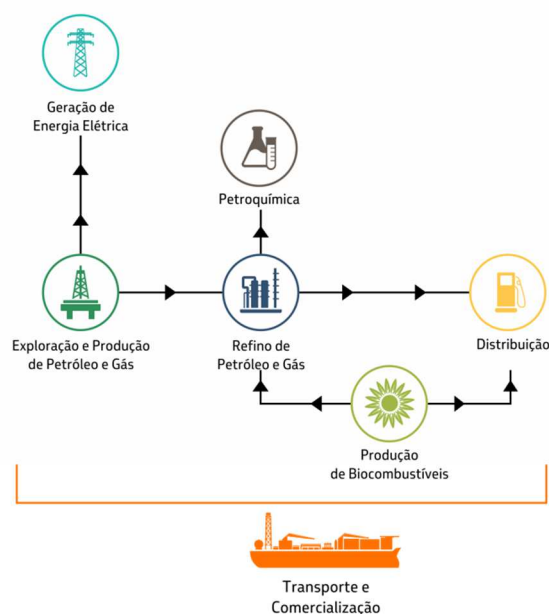 Geração de
Energia Elétrica
Petroquímica
Exploração e Produção
de Petróleo e Gás
Refino de
Petróleo e Gás
Distribuição
Produção
de Biocombustíveis
Transporte e
Comercialização